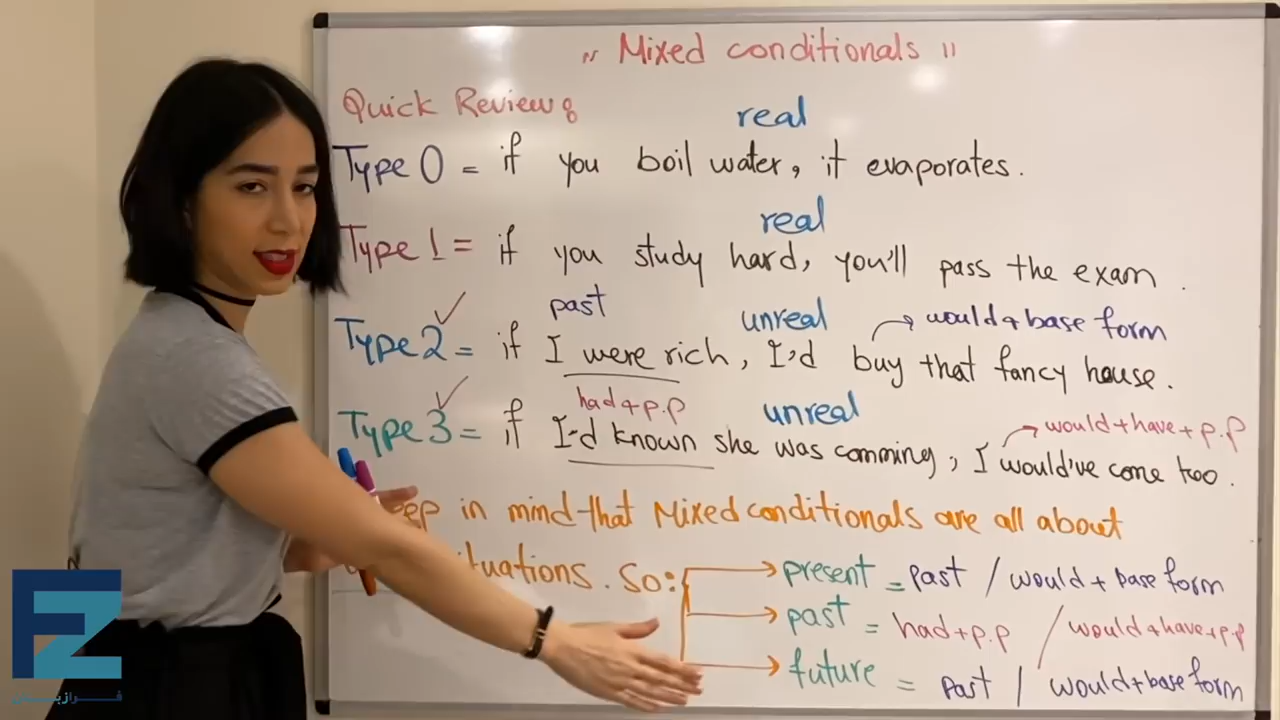 " Mixed conditionals "
Quick Review:
real
Type 0 = if you boil water, it evaporates.
real
Type 1 = if you study hard, you'll pass the exam.
past unreal would + base form
Type 2 = if I were rich, I'd buy that fancy house.
had + p.p unreal would + have + p.p
Type 3 = if I'd known she was comming, I would've come too.
in mind that Mixed conditionals are all about
So: present = past / would + base form
past = had + p.p / would + have + p.p
future = past / would + base form
FZ
فرازبدن